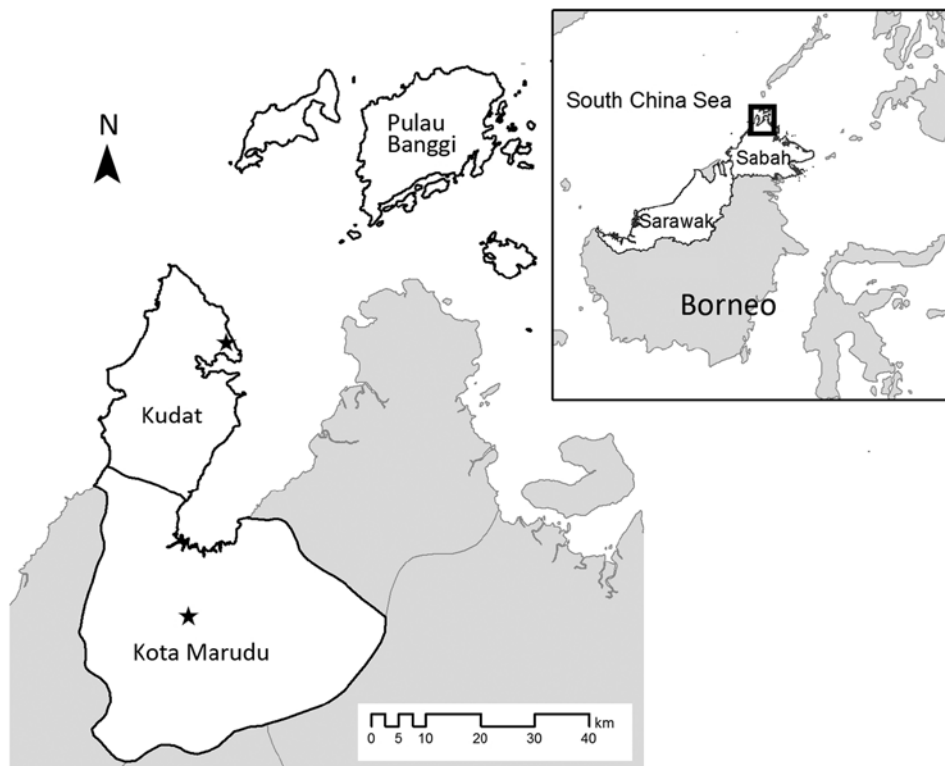 N
Pulau
Banggi
Kudat
Kota Marudu
km
0 5 10 20 30 40
South China Sea
Sabah
Sarawak
Borneo